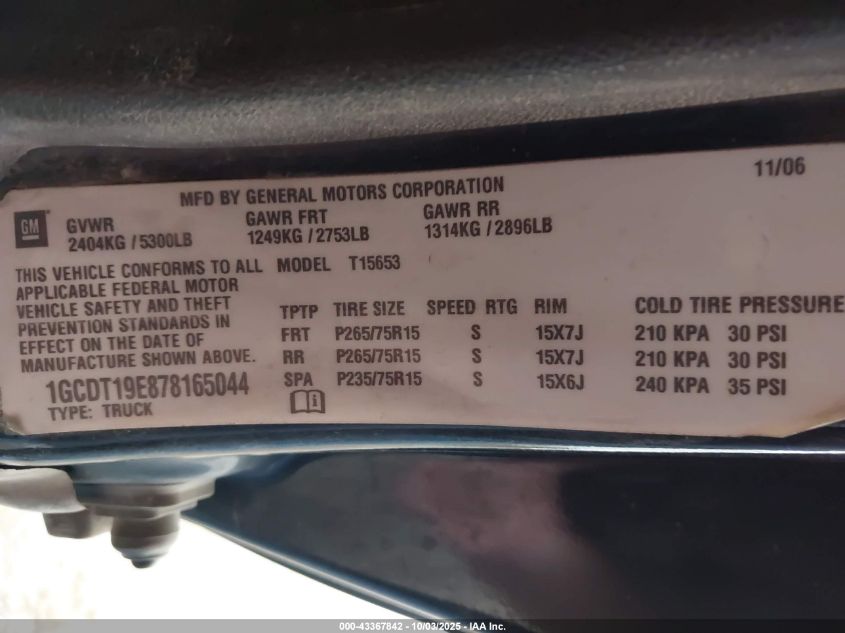 11/06
MFD BY GENERAL MOTORS CORPORATION
GM
GVWR GAWR FRT GAWR RR
2404KG / 5300LB 1249KG / 2753LB 1314KG / 2896LB
THIS VEHICLE CONFORMS TO ALL
APPLICABLE FEDERAL MOTOR
VEHICLE SAFETY AND THEFT
PREVENTION STANDARDS IN
EFFECT ON THE DATE OF
MANUFACTURE SHOWN ABOVE.
1GCDT19E878165044
TYPE: TRUCK
MODEL T15653
TPTP TIRE SIZE SPEED RTG RIM COLD TIRE PRESSURE
FRT P265/75R15 S 15X7J 210 KPA 30 PSI
RR P265/75R15 S 15X7J 210 KPA 30 PSI
SPA P235/75R15 S 15X6J 240 KPA 35 PSI
000-43367842 - 10/03/2025 - IAA Inc.